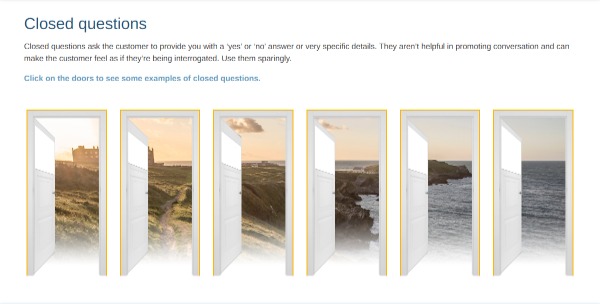 Closed questions
Closed questions ask the customer to provide you with a 'yes' or 'no' answer or very specific details. They aren't helpful in promoting conversation and can
make the customer feel as if they're being interrogated. Use them sparingly.
Click on the doors to see some examples of closed questions.